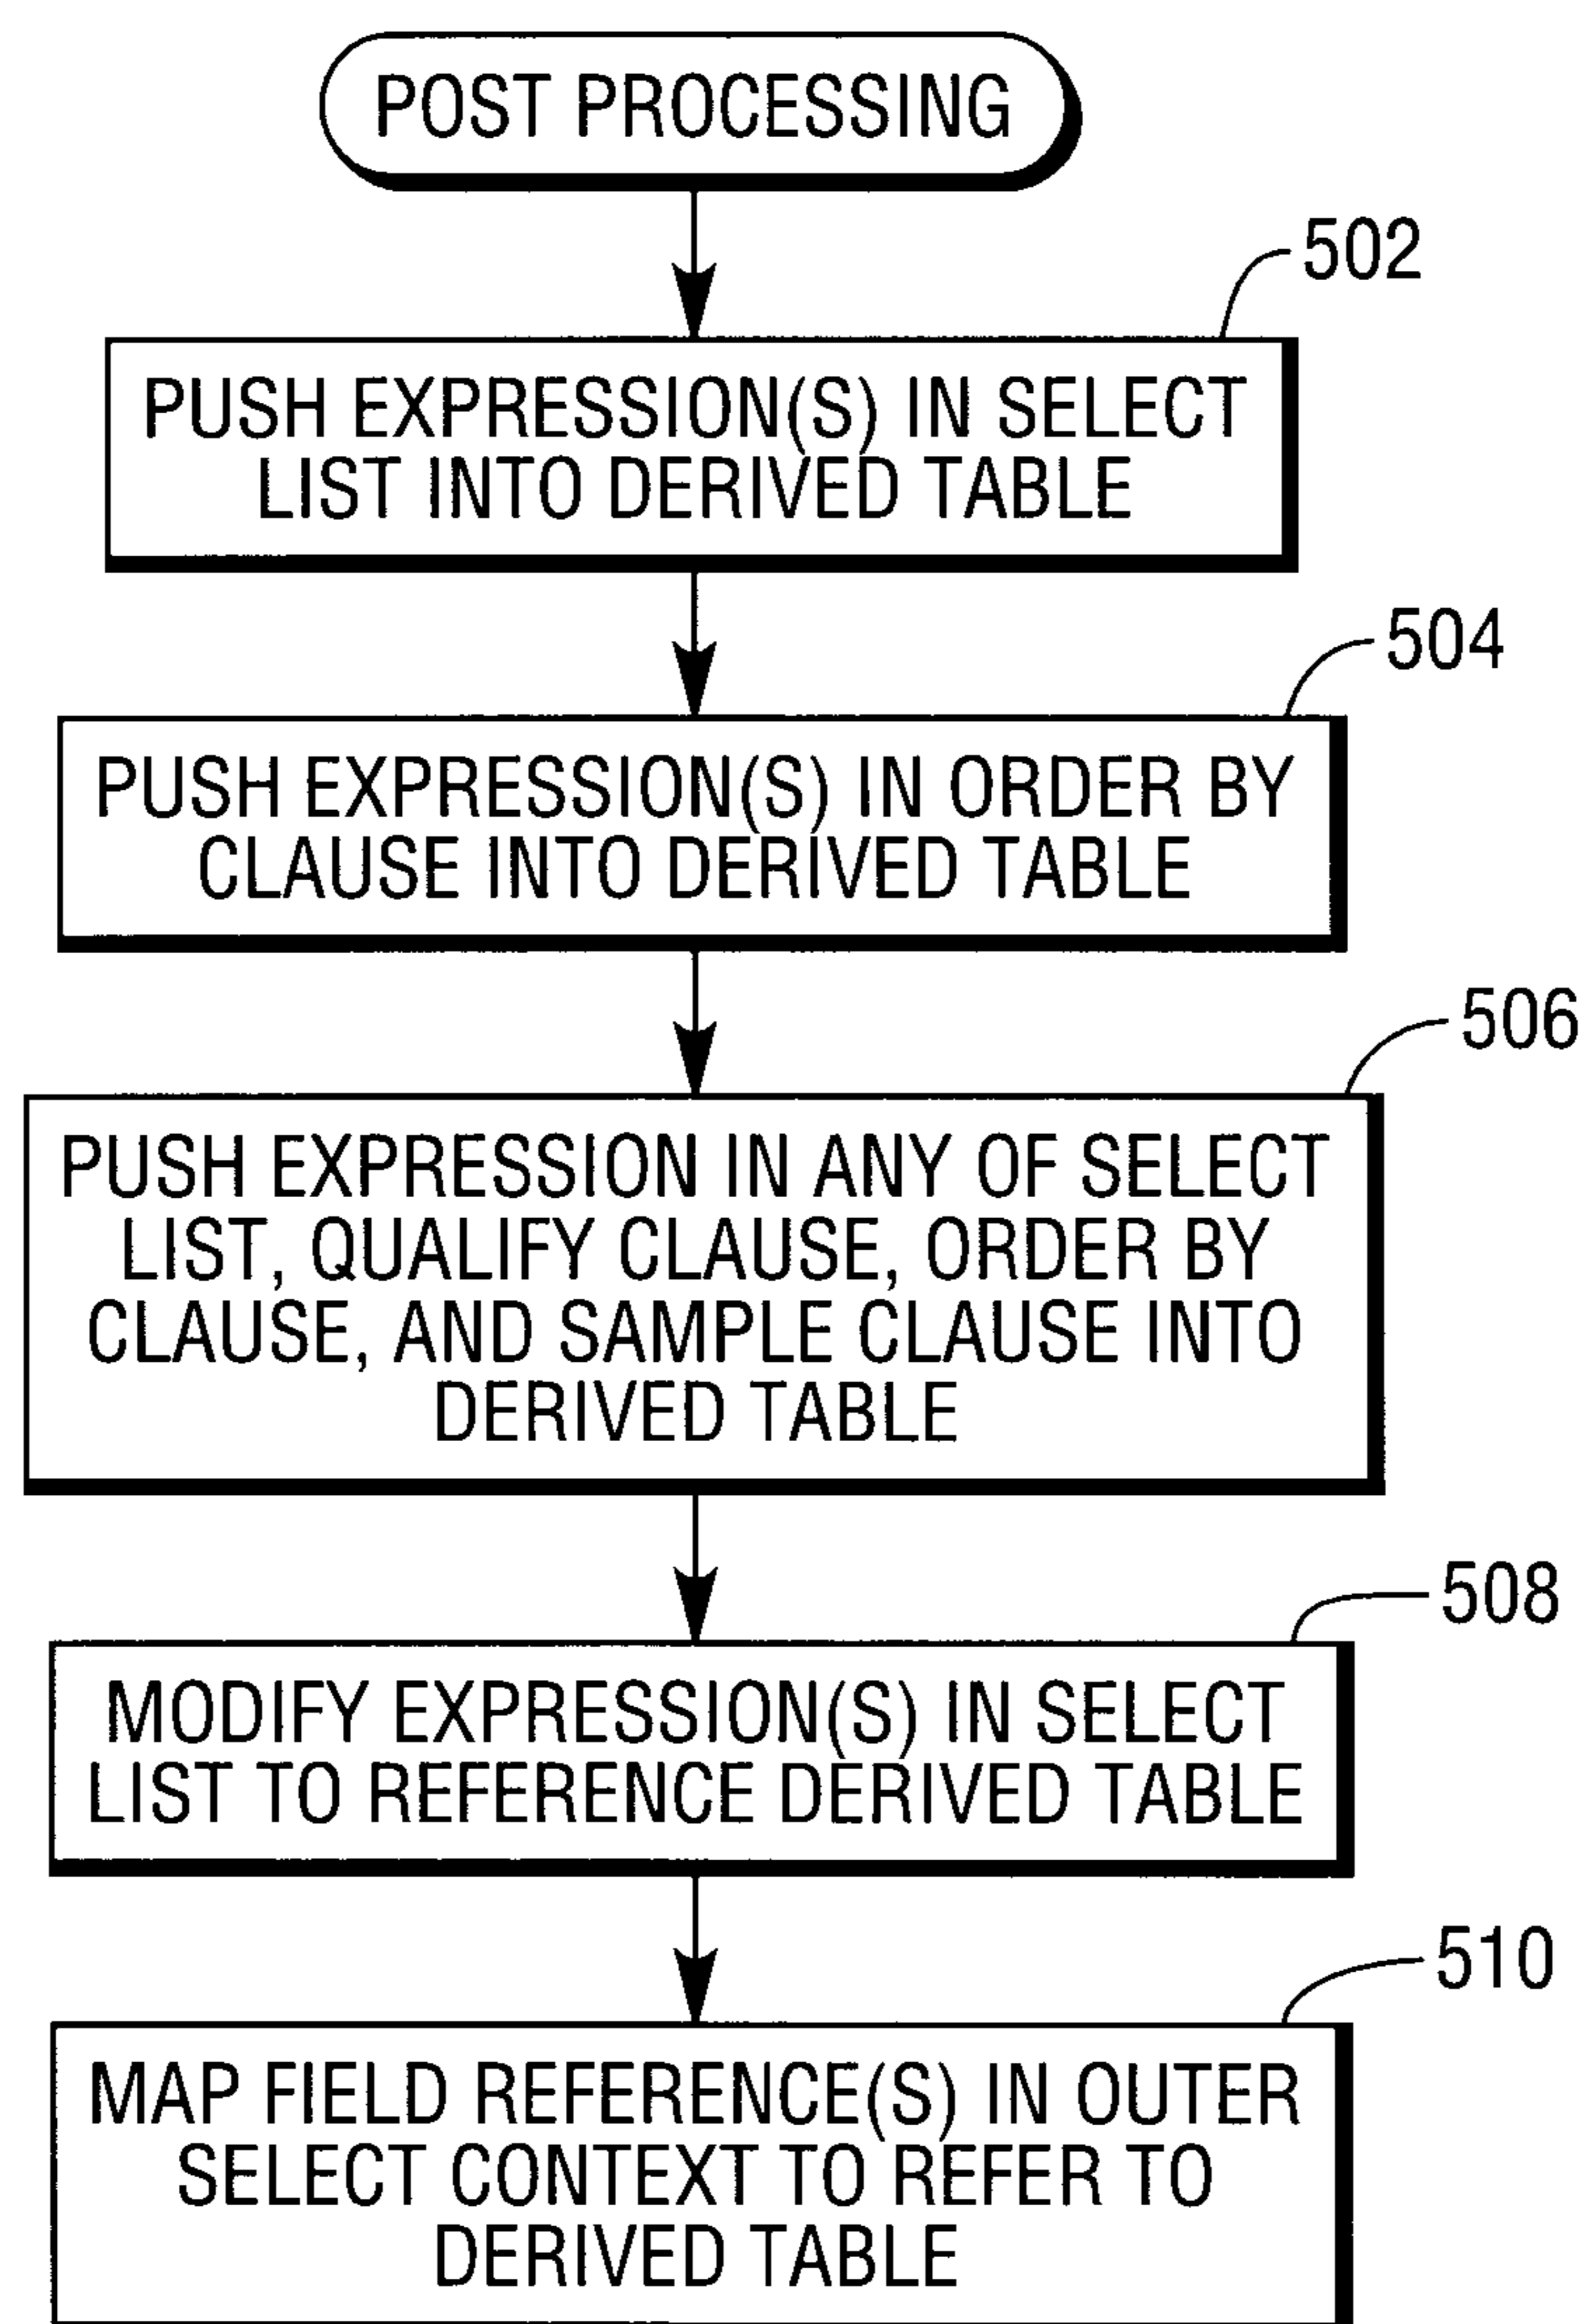 POST PROCESSING
502
PUSH EXPRESSION(S) IN SELECT
LIST INTO DERIVED TABLE
504
PUSH EXPRESSION(S) IN ORDER BY
CLAUSE INTO DERIVED TABLE
506
PUSH EXPRESSION IN ANY OF SELECT
LIST, QUALIFY CLAUSE, ORDER BY
CLAUSE, AND SAMPLE CLAUSE INTO
DERIVED TABLE
508
MODIFY EXPRESSION(S) IN SELECT
LIST TO REFERENCE DERIVED TABLE
510
MAP FIELD REFERENCE(S) IN OUTER
SELECT CONTEXT TO REFER TO
DERIVED TABLE